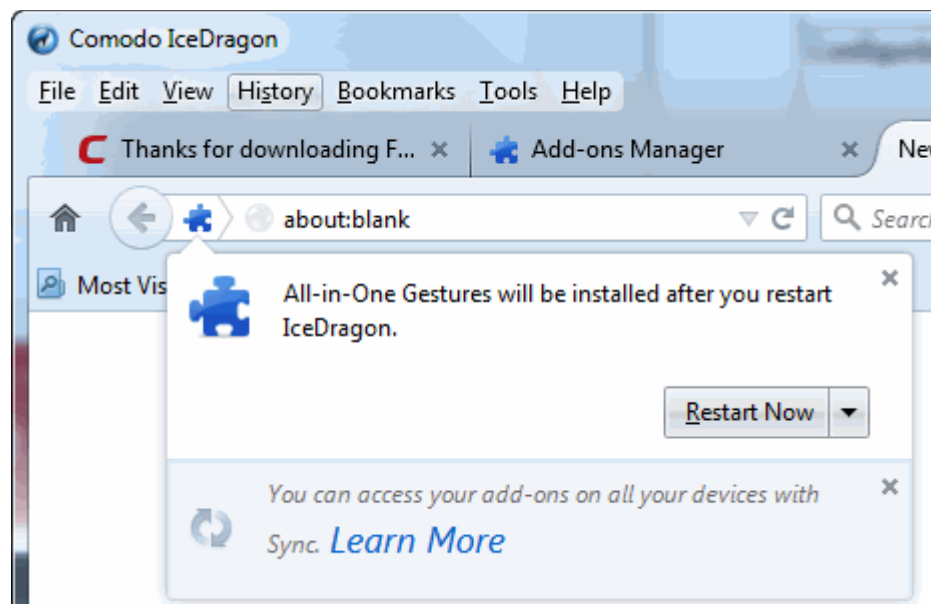 Comodo IceDragon
File Edit View History Bookmarks Tools Help
Thanks for downloading F... Add-ons Manager
about:blank
Most
All-in-One Gestures will be installed after you restart
IceDragon.
Restart Now
You can access your add-ons on all your devices with
Sync. Learn More